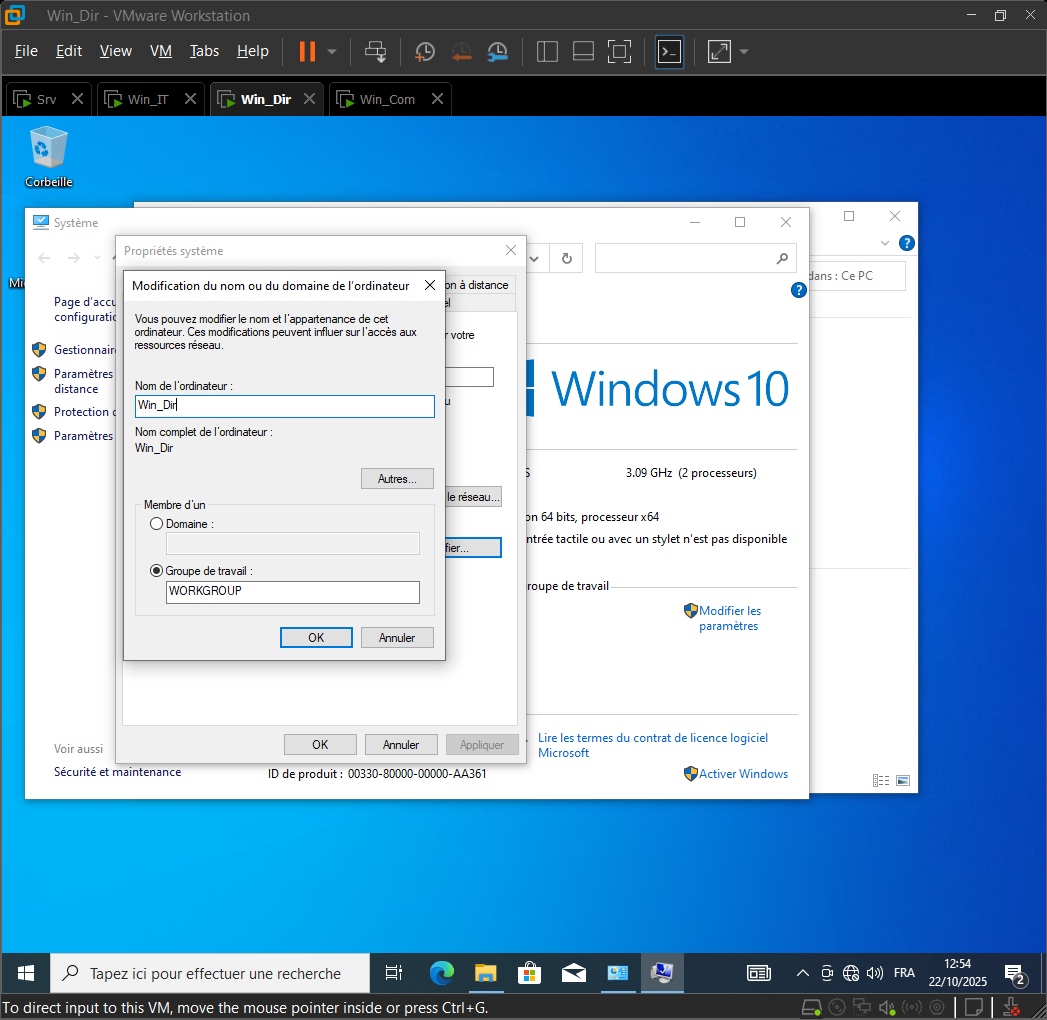 Win_Dir - VMware Workstation
File Edit View VM Tabs Help
Srv Win_IT Win_Dir Win_Com
Corbeille
Système
Propriétés système
dans : Ce PC
on à distance
Modification du nom ou du domaine de l'ordinateur
Vous pouvez modifier le nom et l'appartenance de cet
ordinateur. Ces modifications peuvent influer sur l'accès aux
ressources réseau.
Nom de l'ordinateur :
Win_Dir
Nom complet de l'ordinateur :
Win_Dir
Autres...
Membre d'un
Domaine :
Groupe de travail :
WORKGROUP
OK Annuler
Page d'accu
configuratio
Gestionnair
Paramètres
distance
Protection
Paramètres
r votre
le réseau...
fier...
Windows 10
3.09 GHz (2 processeurs)
on 64 bits, processeur x64
ntrée tactile ou avec un stylet n'est pas disponible
roupe de travail
Modifier les
paramètres
OK Annuler Appliquer
Voir aussi
Sécurité et maintenance
Lire les termes du contrat de licence logiciel
Microsoft
ID de produit : 00330-80000-00000-AA361
Activer Windows
Tapez ici pour effectuer une recherche
FRA
12:54
22/10/2025
2
To direct input to this VM, move the mouse pointer inside or press Ctrl+G.